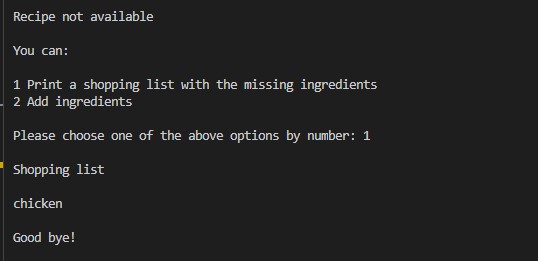 Recipe not available
You can:
1 Print a shopping list with the missing ingredients
2 Add ingredients
Please choose one of the above options by number: 1
Shopping list
chicken
Good bye!